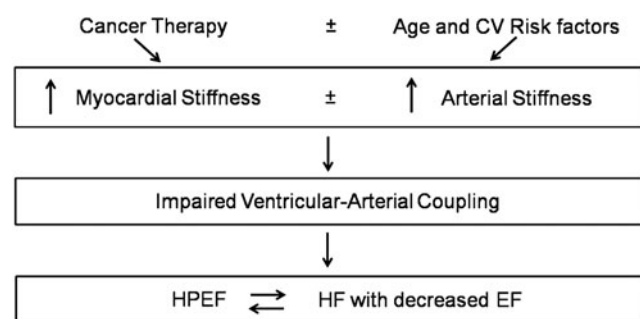 Cancer Therapy ± Age and CV Risk factors
Myocardial Stiffness ± Arterial Stiffness
Impaired Ventricular-Arterial Coupling
HPEF HF with decreased EF